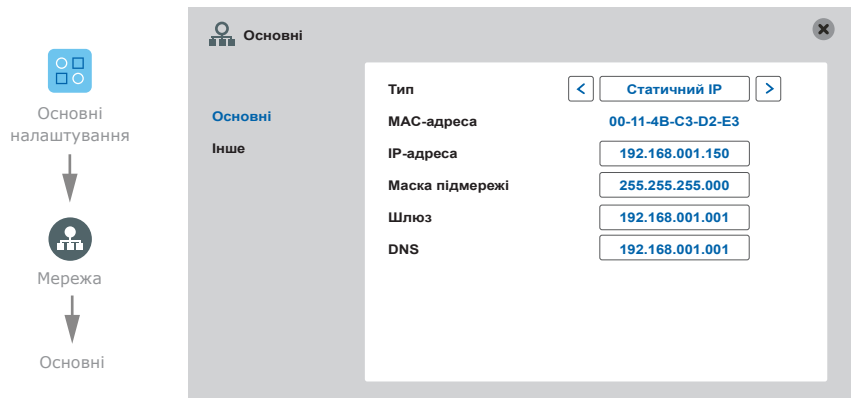 Основні
налаштування
Мережа
Основні
Основні
Основні
Інше
Тип < Статичний IP >
MAC-адреса 00-11-4B-C3-D2-E3
IP-адреса 192.168.001.150
Маска підмережі 255.255.255.000
Шлюз 192.168.001.001
DNS 192.168.001.001